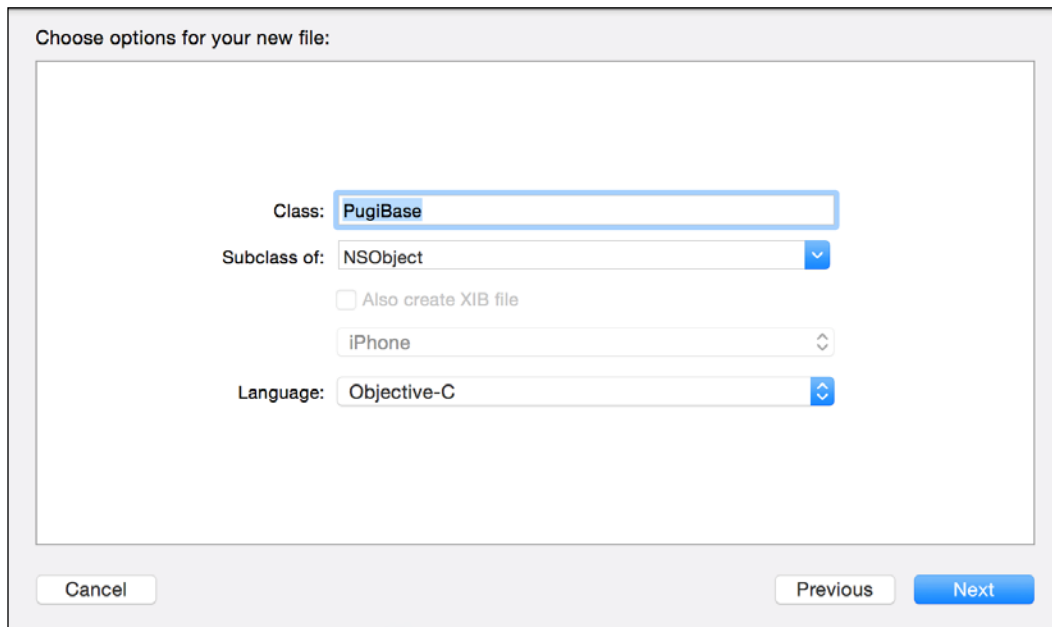 Choose options for your new file:
Class: PugiBase
Subclass of: NSObject
Also create XIB file
iPhone
Language: Objective-C
Cancel Previous Next